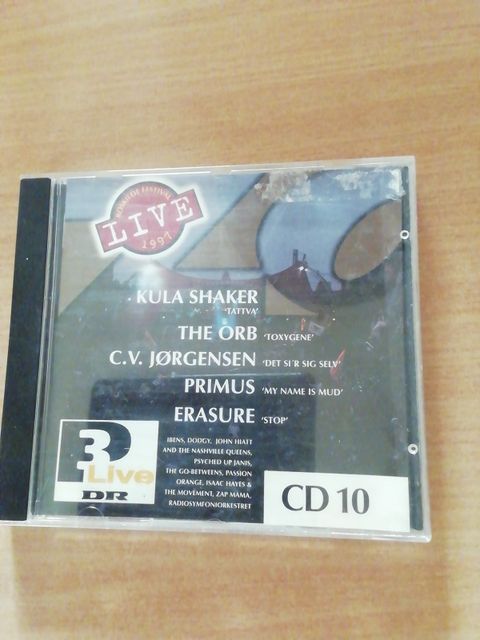 ROSKILDE FESTIVAL
LIVE
1997
KULA SHAKER
'TATTVA'
THE ORB 'TOXYGENE'
C.V. JØRGENSEN 'DET SI'R SIG SELV'
PRIMUS 'MY NAME IS MUD'
ERASURE 'STOP'
P3
Live
DR
IBENS, DODGY, JOHN HIATT
AND THE NASHVILLE QUEENS,
PSYCHED UP JANIS,
THE GO-BETWEENS, PASSION
ORANGE, ISAAC HAYES &
THE MOVEMENT, ZAP MAMA,
RADIOSYMFONIORKESTRET
CD 10